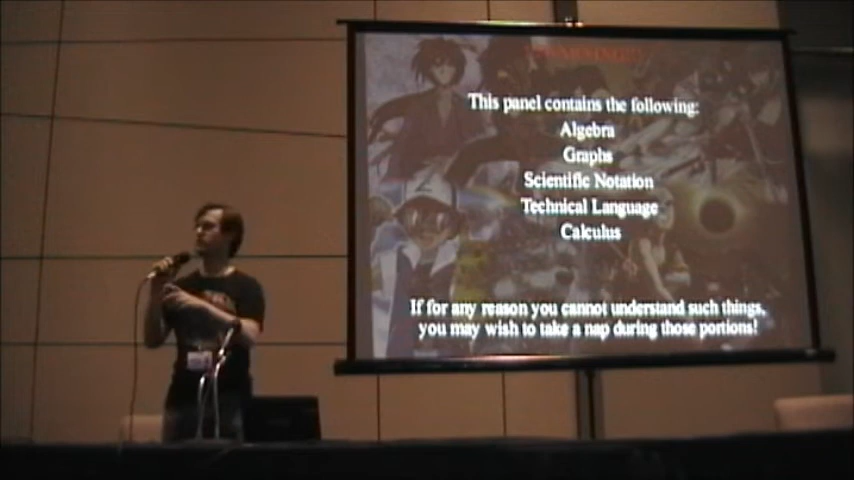 This panel contains the following:
Algebra
Graphs
Scientific Notation
Technical Language
Calculus
If for any reason you cannot understand such things,
you may wish to take a nap during those portions!